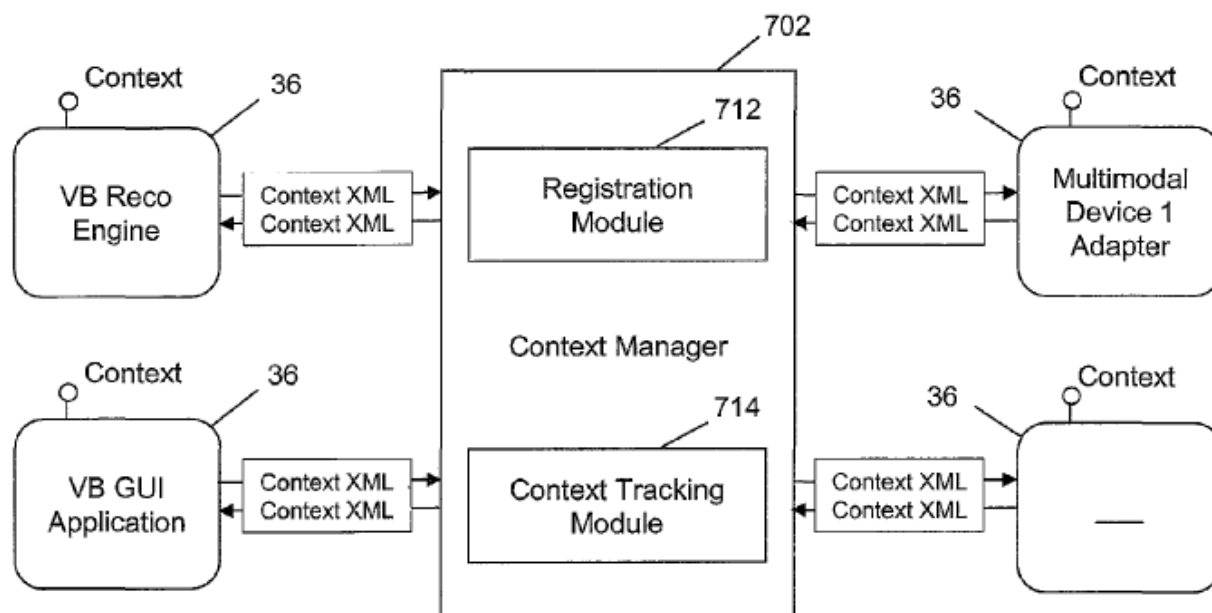 702
Context
36
VB Reco
Engine
Context XML
Context XML
712
Registration
Module
Context XML
Context XML
Context
36
Multimodal
Device 1
Adapter
Context Manager
Context
36
VB GUI
Application
Context XML
Context XML
714
Context Tracking
Module
Context XML
Context XML
Context
36